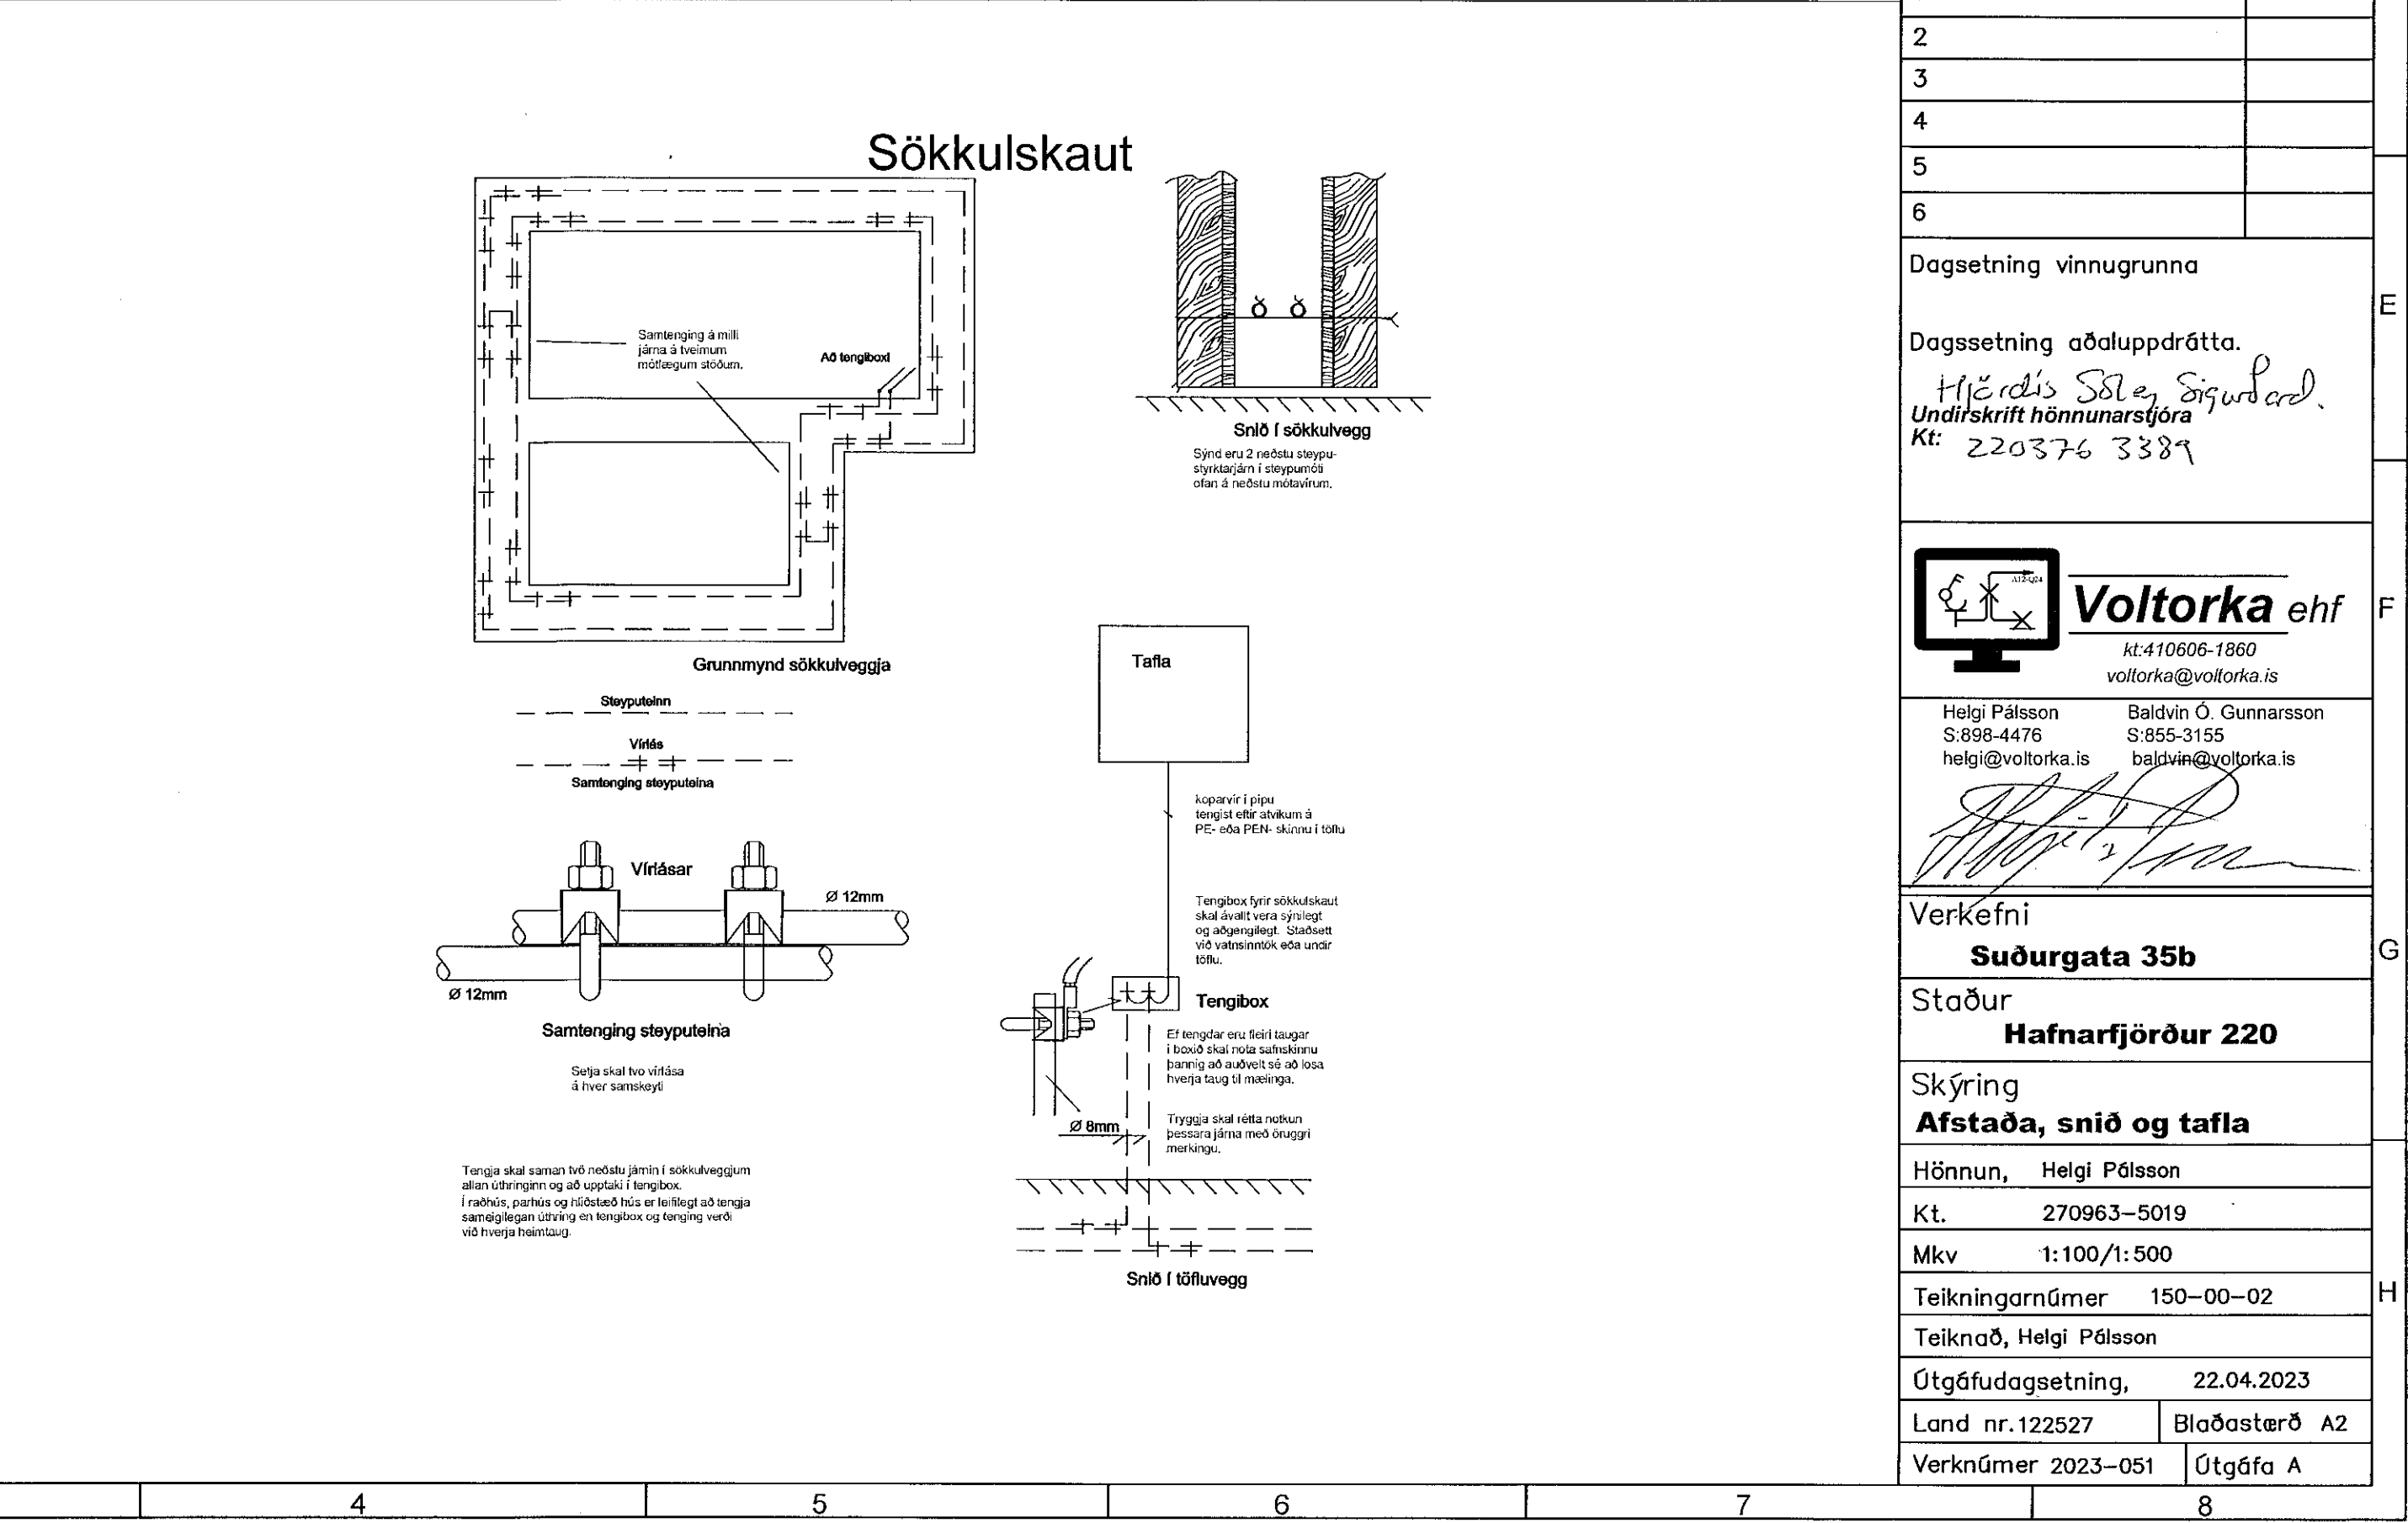 Sökkulskaut
Samtenging á milli
járna á tveimum
mótlægum stöðum.
Að tengiboxi
Grunnmynd sökkulveggja
Snið í sökkulvegg
Sýnd eru 2 neðstu steypu-
styrktarjárn í steypumóti
ofan á neðstu mótavírum.
Steyputeinn
Vírlás
Samtenging steyputeina
Vírlásar
Ø 12mm
Ø 12mm
Samtenging steyputeina
Setja skal tvo vírlása
á hver samskeyti
Tengja skal saman tvö neðstu járnin í sökkulveggjum
allan úthringinn og að upptaki í tengibox.
Í raðhús, parhús og hliðstæð hús er leifilegt að tengja
sameigilegan úthring en tengibox og tenging verði
við hverja heimtaug.
Tafla
koparvír í pípu
tengist eftir atvikum á
PE- eða PEN- skinnu í töflu
Tengibox fyrir sökkulskaut
skal ávallt vera sýnilegt
og aðgengilegt. Staðsett
við vatnsinntök eða undir
töflu.
Tengibox
Ef tengdar eru fleiri taugar
í boxið skal nota safnskinnu
þannig að auðvelt sé að losa
hverja taug til mælinga.
Ø 8mm
Tryggja skal rétta notkun
þessara járna með öruggri
merkingu.
Snið í töfluvegg
2
3
4
5
6
Dagsetning vinnugrunna
Dagssetning aðaluppdrátta.
Hjördís Sóley Sigurðard.
Undirskrift hönnunarstjóra
Kt: 220376 3389
A12-Q24
Voltorka ehf
kt:410606-1860
voltorka@voltorka.is
Helgi Pálsson Baldvin Ó. Gunnarsson
S:898-4476 S:855-3155
helgi@voltorka.is baldvin@voltorka.is
Verkefni
Suðurgata 35b
Staður
Hafnarfjörður 220
Skýring
Afstaða, snið og tafla
Hönnun, Helgi Pálsson
Kt. 270963-5019
Mkv 1:100/1:500
Teikningarnúmer 150-00-02
Teiknað, Helgi Pálsson
Útgáfudagsetning, 22.04.2023
Land nr.122527 Blaðastærð A2
Verknúmer 2023-051 Útgáfa A
E
F
G
H
4 5 6 7 8